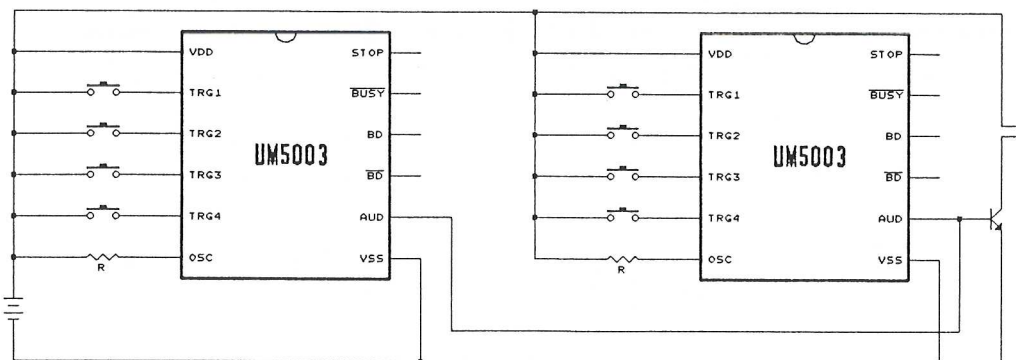 VDD
TRG1
TRG2
TRG3
TRG4
OSC
R
UM5003
STOP
BUSY
BD
BD
AUD
VSS
VDD
TRG1
TRG2
TRG3
TRG4
OSC
R
UM5003
STOP
BUSY
BD
BD
AUD
VSS